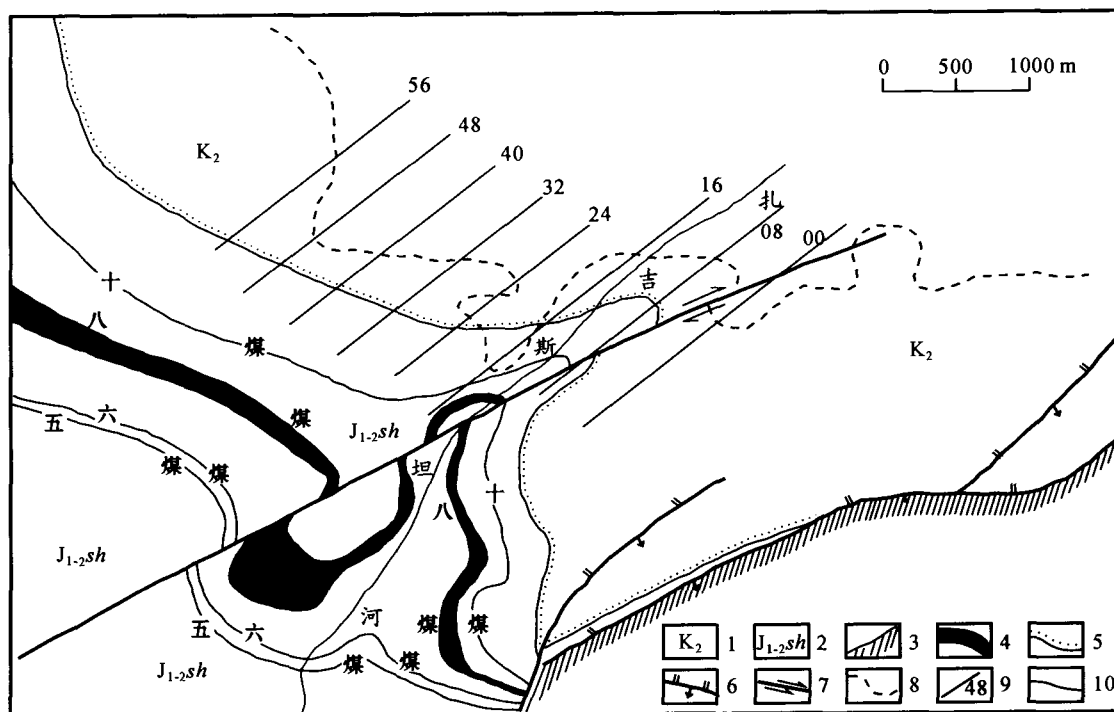 0 500 1000 m
56
K₂
48
40
32
24
16
扎
08
00
吉
十
八
煤
斯
K₂
五
六
煤
煤
煤
J₁₋₂sh
坦
八
十
J₁₋₂sh
河
五
六
煤
煤
煤
煤
J₁₋₂sh
K₂ 1 J₁₋₂sh 2 3 4 5
6 7 8 48 9 10